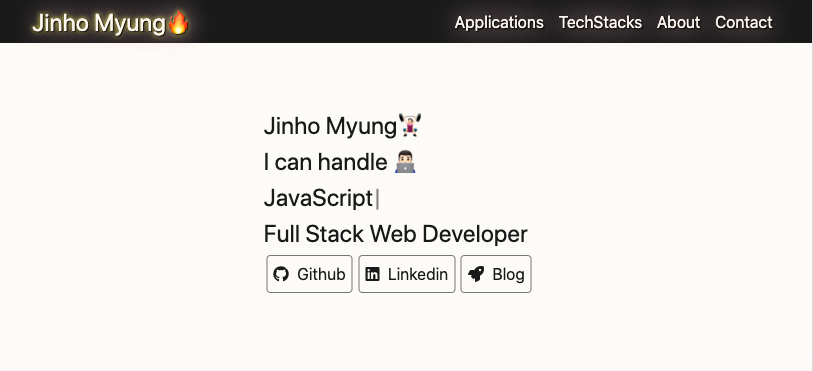 Jinho Myung🔥
Applications TechStacks About Contact
Jinho Myung🏋🏻
I can handle 👨🏻‍💻
JavaScript|
Full Stack Web Developer
Github Linkedin Blog